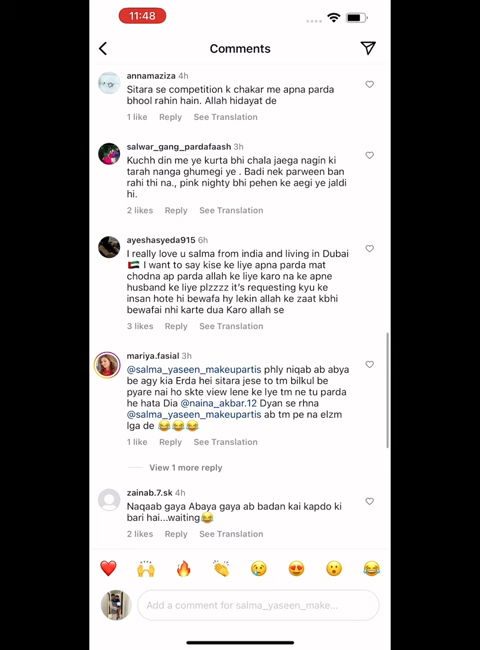 11:48
Comments
annamaziza 4h
Sitara se competition k chakar me apna parda
bhool rahin hain. Allah hidayat de
1 like Reply See Translation
salwar_gang_pardafaash 3h
Kuchh din me ye kurta bhi chala jaega nagin ki
tarah nanga ghumegi ye . Badi nek parween ban
rahi thi na., pink nighty bhi pehen ke aegi ye jaldi
hi.
2 likes Reply See Translation
ayeshasyeda915 6h
I really love u salma from india and living in Dubai
🇦🇪 I want to say kise ke liye apna parda mat
chodna ap parda allah ke liye karo na ke apne
husband ke liye plzzzz it's requesting kyu ke
insan hote hi bewafa hy lekin allah ke zaat kbhi
bewafai nhi karte dua Karo allah se
3 likes Reply See Translation
mariya.fasial 3h
@salma_yaseen_makeupartis phly niqab ab abya
be agy kia Erda hei sitara jese to tm bilkul be
pyare nai ho skte view lene ke lye tm ne tu parda
he hata Dia @naina_akbar.12 Dyan se rhna
@salma_yaseen_makeupartis ab tm pe na elzm
lga de 😂😂😂
1 like Reply See Translation
View 1 more reply
zainab.7.sk 4h
Naqaab gaya Abaya gaya ab badan kai kapdo ki
bari hai...waiting😂
2 likes Reply See Translation
❤️ 🙌 🔥 👏 😢 😍 😮 😂
Add a comment for salma_yaseen_make...